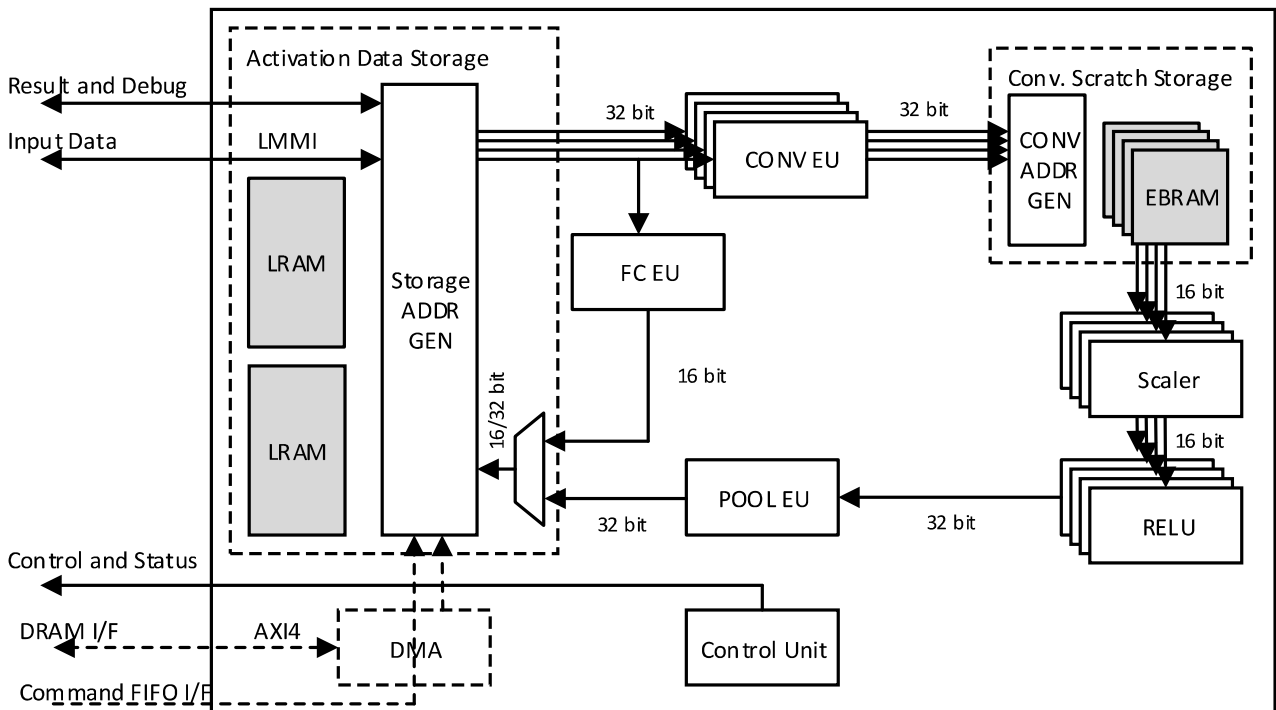 Activation Data Storage
Result and Debug
Input Data
LMMI
LRAM
LRAM
Storage
ADDR
GEN
16/32 bit
32 bit
CONV EU
32 bit
Conv. Scratch Storage
CONV
ADDR
GEN
EBRAM
FC EU
16 bit
16 bit
Scaler
16 bit
RELU
32 bit
POOL EU
32 bit
Control and Status
DRAM I/F
AXI4
DMA
Control Unit
Command FIFO I/F